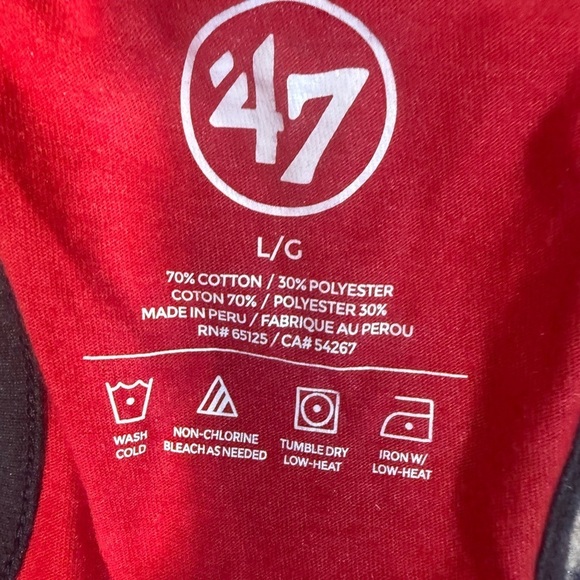 '47
L/G
70% COTTON / 30% POLYESTER
COTON 70% / POLYESTER 30%
MADE IN PERU / FABRIQUE AU PEROU
RN# 65125 / CA# 54267
WASH
COLD
NON-CHLORINE
BLEACH AS NEEDED
TUMBLE DRY
LOW-HEAT
IRON W/
LOW-HEAT